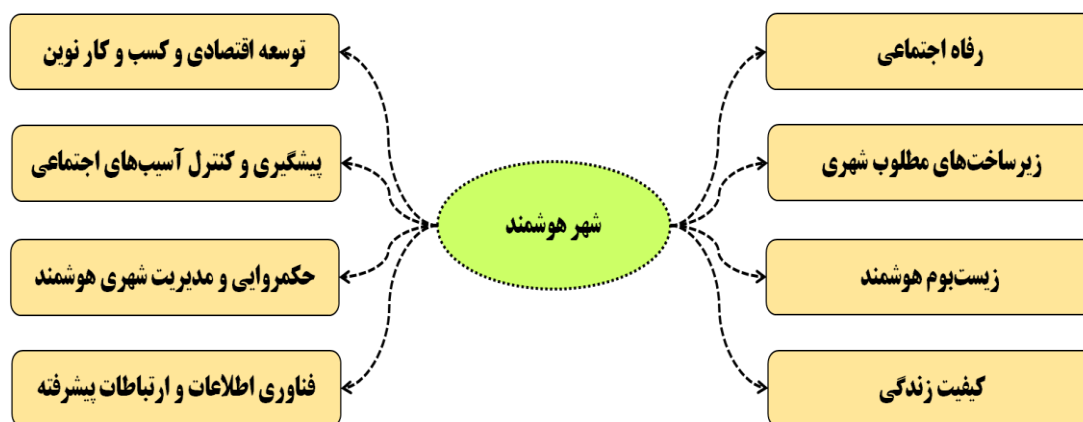 رفاه اجتماعی
زیرساخت‌های مطلوب شهری
زیست‌بوم هوشمند
کیفیت زندگی
شهر هوشمند
توسعه اقتصادی و کسب و کار نوین
پیشگیری و کنترل آسیب‌های اجتماعی
حکمروایی و مدیریت شهری هوشمند
فناوری اطلاعات و ارتباطات پیشرفته